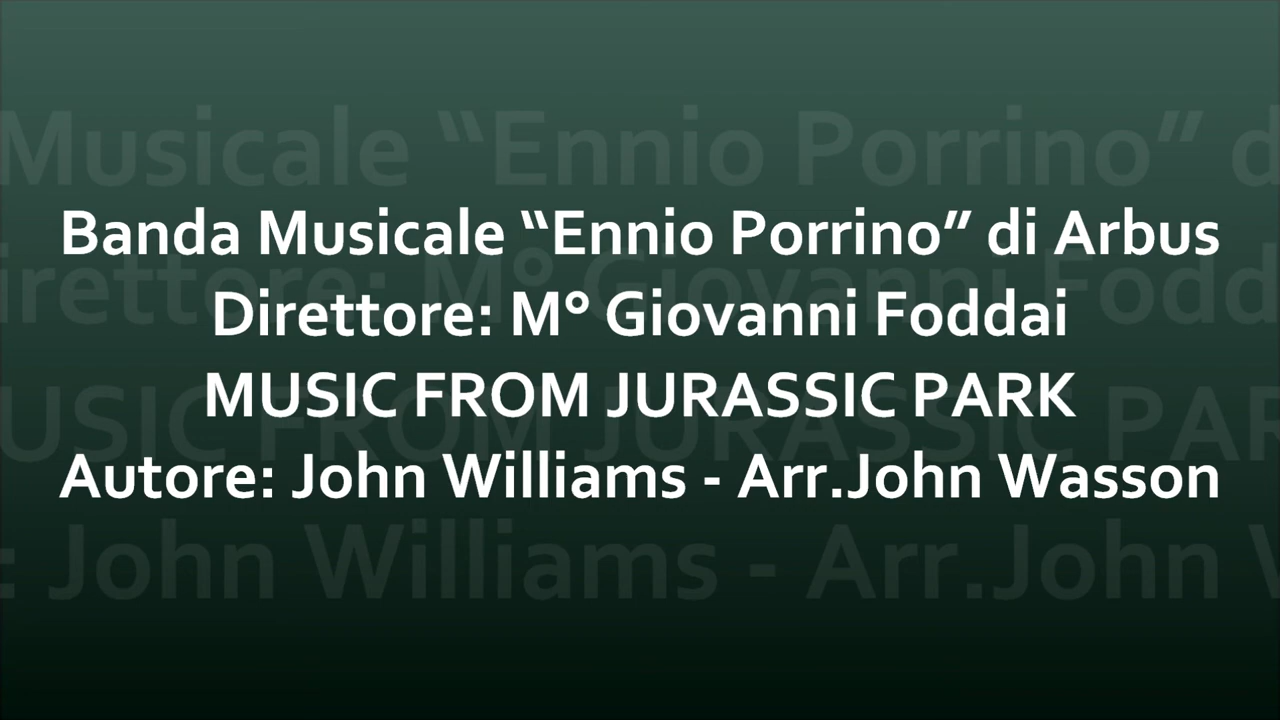 Banda Musicale “Ennio Porrino” di Arbus
Direttore: M° Giovanni Foddai
MUSIC FROM JURASSIC PARK
Autore: John Williams - Arr.John Wasson